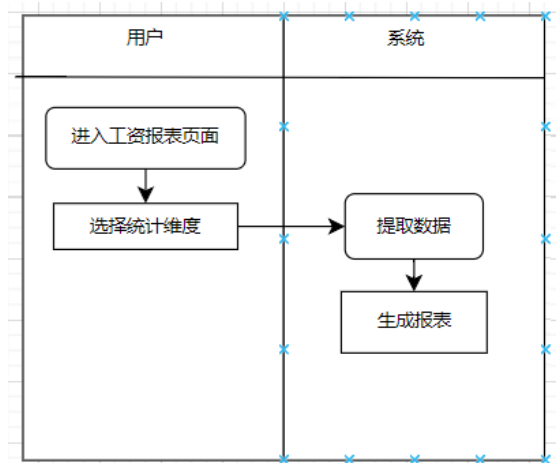 用户
系统
进入工资报表页面
选择统计维度
提取数据
生成报表